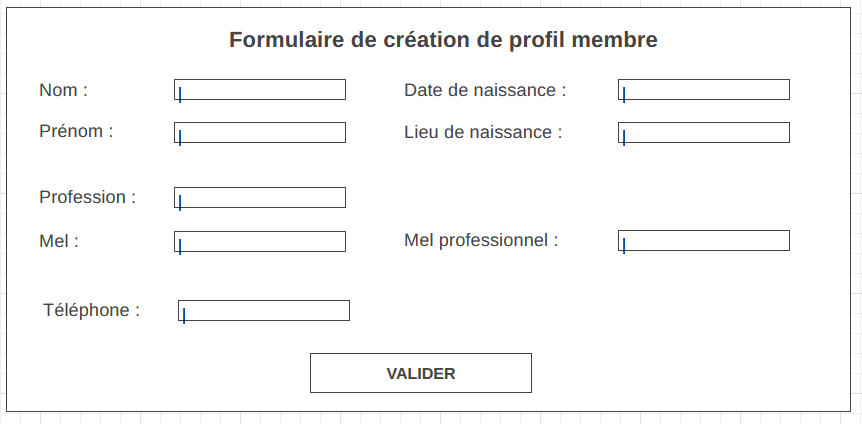 Formulaire de création de profil membre
Nom :
Date de naissance :
Prénom :
Lieu de naissance :
Profession :
Mel :
Mel professionnel :
Téléphone :
VALIDER